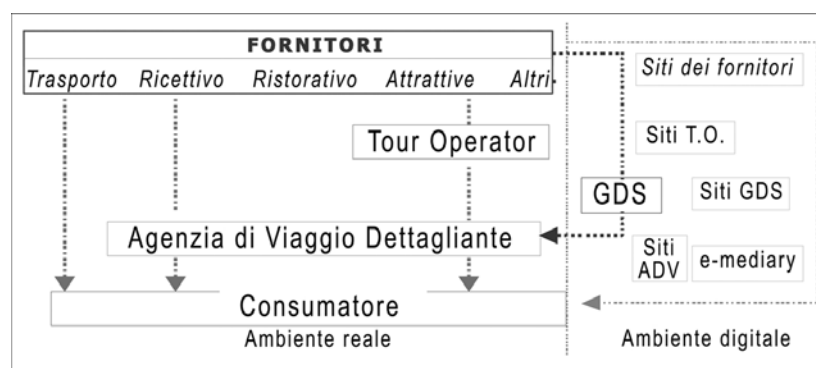 FORNITORI
Trasporto Ricettivo Ristorativo Attrattive Altri
Siti dei fornitori
Tour Operator
Siti T.O.
GDS
Siti GDS
Agenzia di Viaggio Dettagliante
Siti
ADV
e-mediary
Consumatore
Ambiente reale
Ambiente digitale